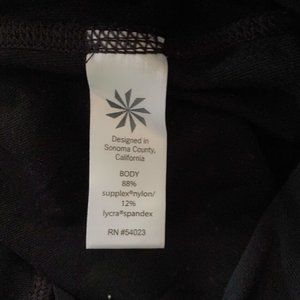 Designed in
Sonoma County,
California
BODY
88%
supplex®nylon/
12%
lycra®spandex
RN #54023